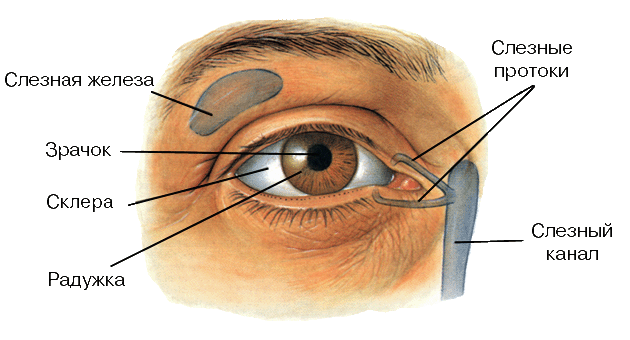 Слезная железа
Зрачок
Склера
Радужка
Слезные
протоки
Слезный
канал